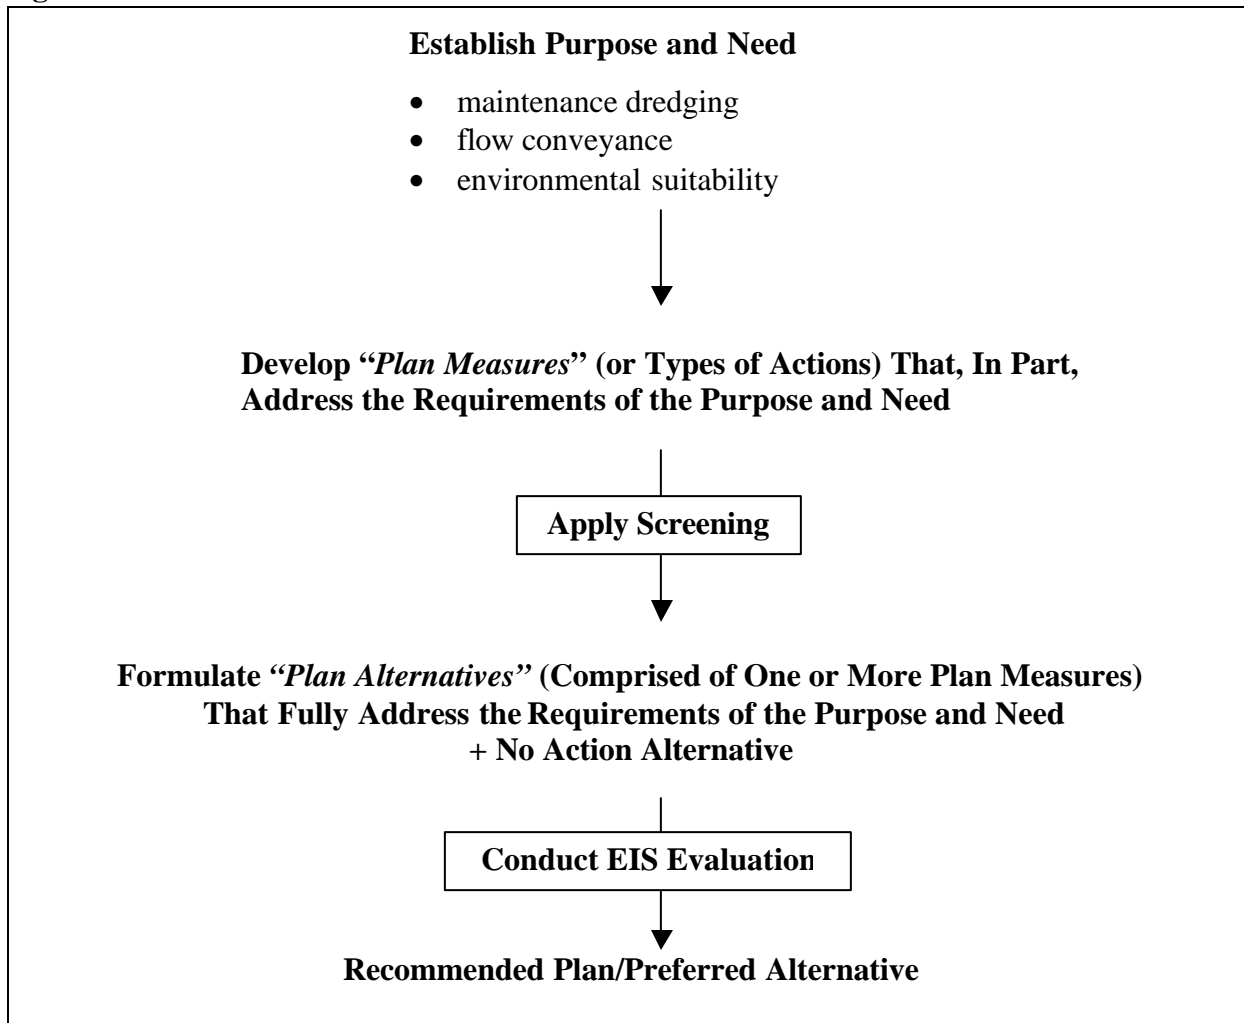 Establish Purpose and Need
• maintenance dredging
• flow conveyance
• environmental suitability
Develop “Plan Measures” (or Types of Actions) That, In Part,
Address the Requirements of the Purpose and Need
Apply Screening
Formulate “Plan Alternatives” (Comprised of One or More Plan Measures)
That Fully Address the Requirements of the Purpose and Need
+ No Action Alternative
Conduct EIS Evaluation
Recommended Plan/Preferred Alternative